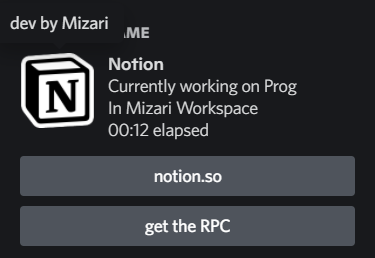 dev by Mizari
AME
Notion
N
Currently working on Prog
In Mizari Workspace
00:12 elapsed
notion.so
get the RPC